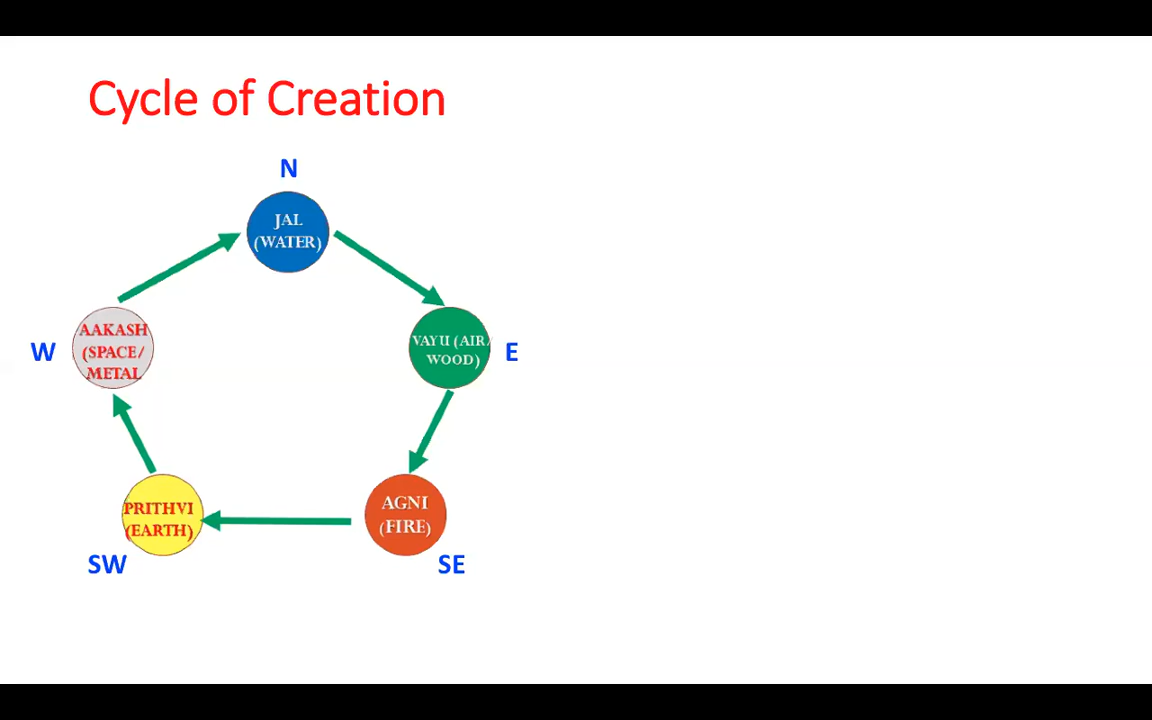 Cycle of Creation
N
JAL
(WATER)
AAKASH
(SPACE/
METAL
W
VAYU (AIR/
WOOD)
E
PRITHVI
(EARTH)
SW
AGNI
(FIRE)
SE